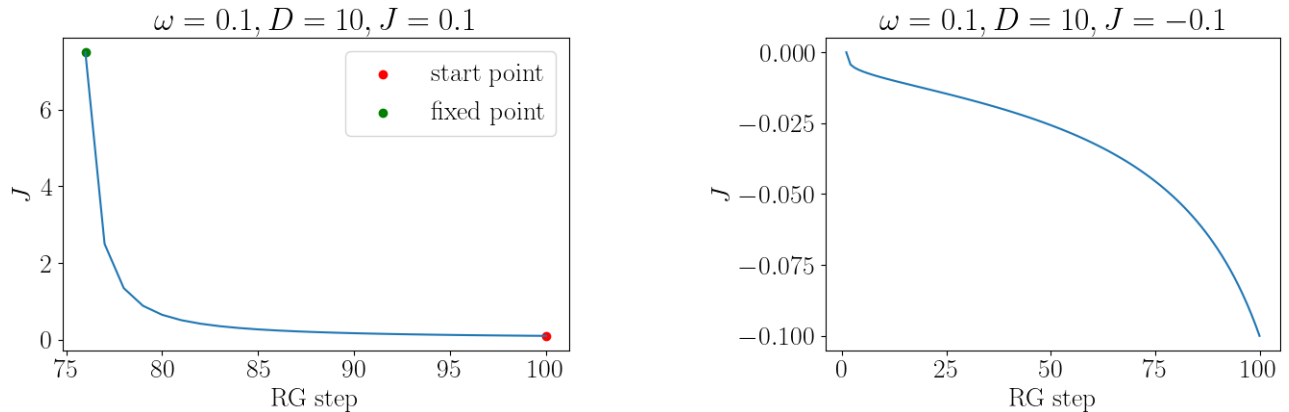 ω = 0.1, D = 10, J = 0.1
start point
fixed point
6
4
2
0
J
75
80
85
90
95
100
RG step
ω = 0.1, D = 10, J = −0.1
0.000
−0.025
−0.050
−0.075
−0.100
J
0
25
50
75
100
RG step